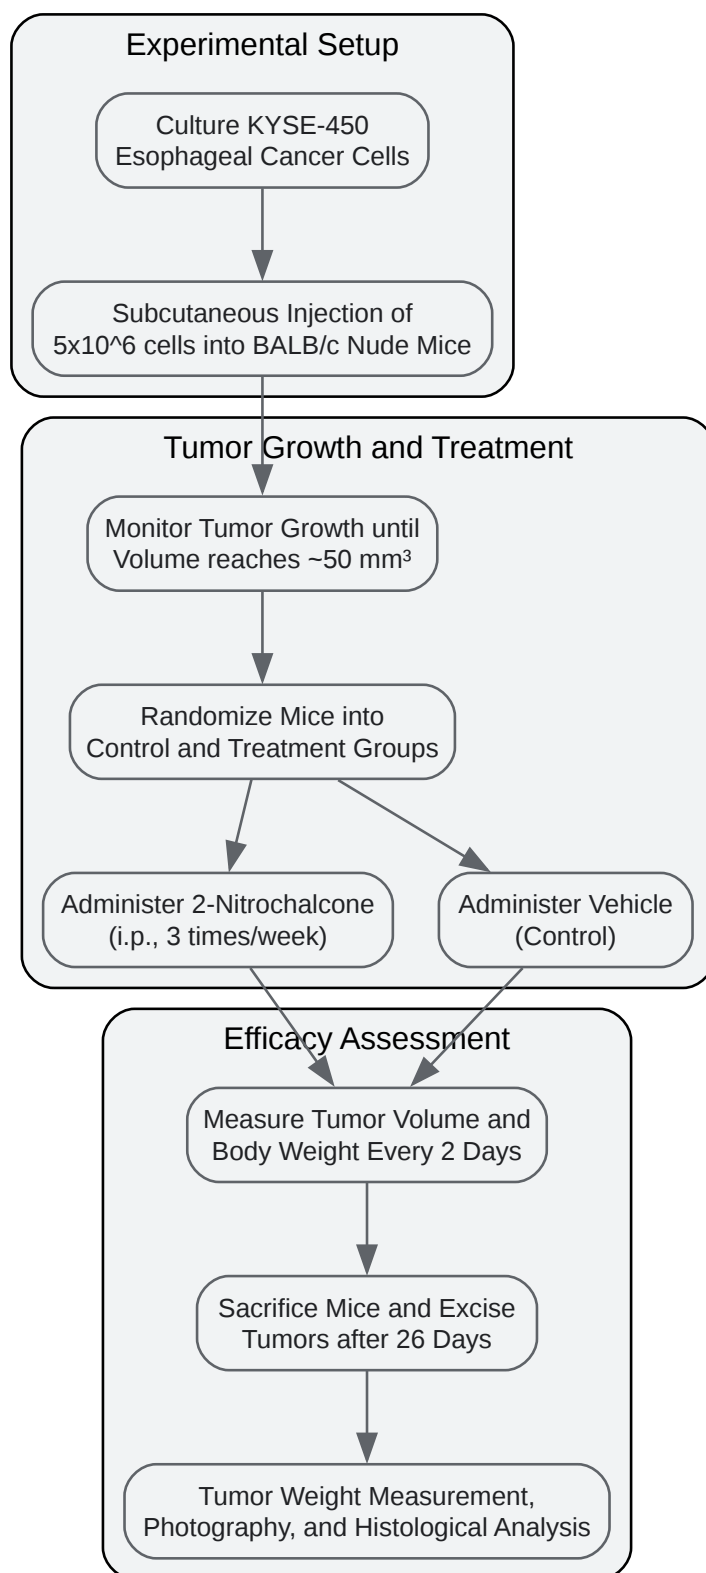 Experimental Setup
Culture KYSE-450
Esophageal Cancer Cells
Subcutaneous Injection of
5x10^6 cells into BALB/c Nude Mice
Tumor Growth and Treatment
Monitor Tumor Growth until
Volume reaches ~50 mm³
Randomize Mice into
Control and Treatment Groups
Administer 2-Nitrochalcone
(i.p., 3 times/week)
Administer Vehicle
(Control)
Efficacy Assessment
Measure Tumor Volume and
Body Weight Every 2 Days
Sacrifice Mice and Excise
Tumors after 26 Days
Tumor Weight Measurement,
Photography, and Histological Analysis